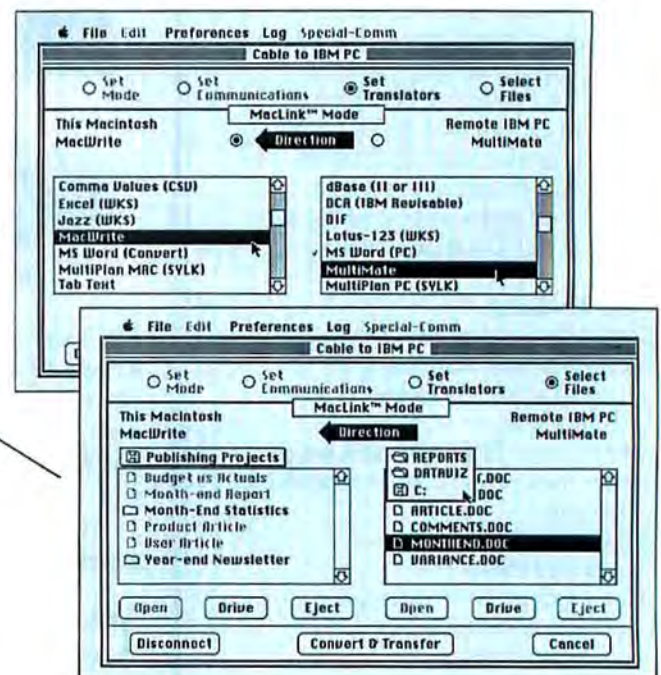 File Edit Preferences Log Special-Comm
Cable to IBM PC
Set Mode
Set Communications
Set Translators
Select Files
MacLink™ Mode
This Macintosh
MacWrite
Direction
Remote IBM PC
MultiMate
Comma Values (CSV)
Excel (WKS)
Jazz (WKS)
MacWrite
MS Word (Convert)
MultiPlan MAC (SYLK)
Tab Text
dBase (II or III)
DCA (IBM Revisable)
DIF
Lotus-123 (WKS)
✓ MS Word (PC)
MultiMate
MultiPlan PC (SYLK)
File Edit Preferences Log Special-Comm
Cable to IBM PC
Set Mode
Set Communications
Set Translators
Select Files
MacLink™ Mode
This Macintosh
MacWrite
Direction
Remote IBM PC
MultiMate
Publishing Projects
Budget vs Actuals
Month-end Report
Month-End Statistics
Product Article
User Article
Year-end Newsletter
REPORTS
DATAVIZ
C:
.DOC
ARTICLE.DOC
COMMENTS.DOC
MONTHEND.DOC
VARIANCE.DOC
Open Drive Eject
Open Drive Eject
Disconnect
Convert & Transfer
Cancel